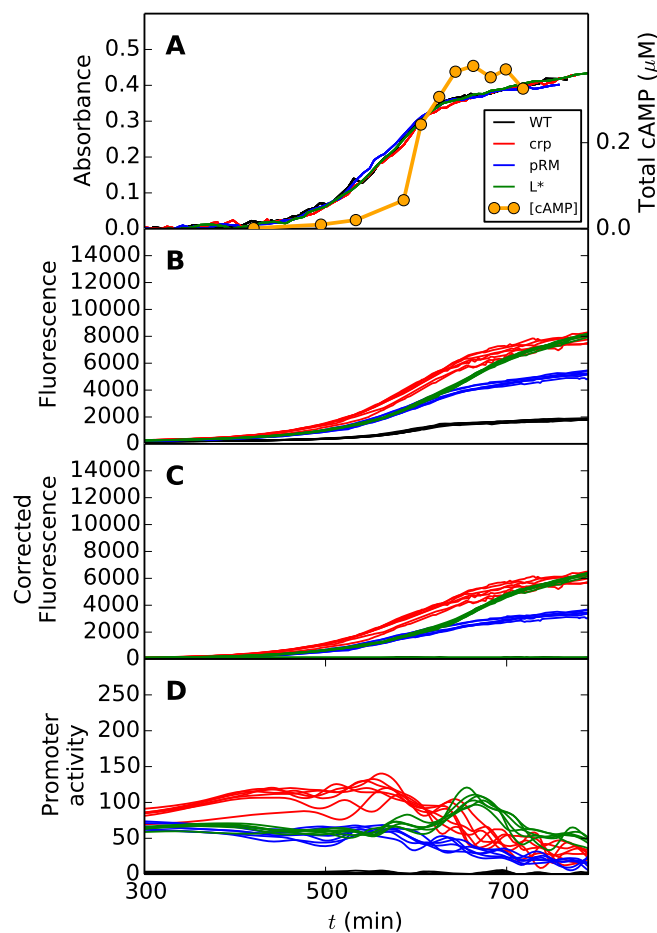 A
0.5
0.4
0.3
0.2
0.1
0.0
Absorbance
0.2
0.0
Total cAMP (μM)
WT
crp
pRM
L*
[cAMP]
B
14000
12000
10000
8000
6000
4000
2000
0
Fluorescence
C
14000
12000
10000
8000
6000
4000
2000
0
Corrected
Fluorescence
D
250
200
150
100
50
0
Promoter
activity
300
500
700
t (min)